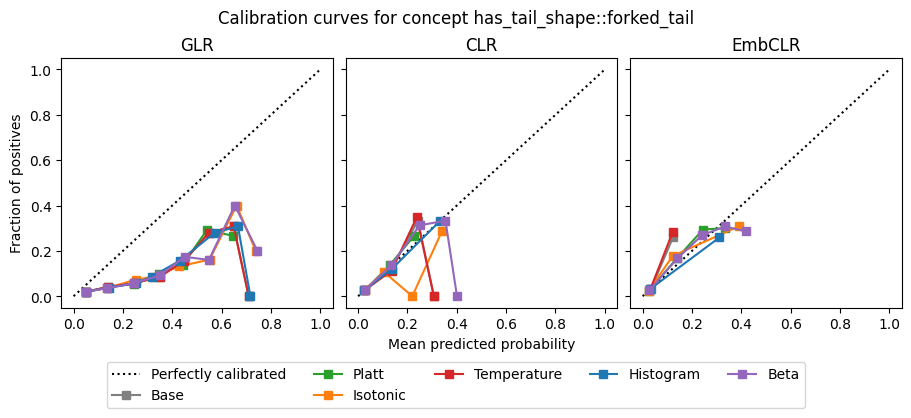 Calibration curves for concept has_tail_shape::forked_tail
GLR
CLR
EmbCLR
Fraction of positives
1.0
0.8
0.6
0.4
0.2
0.0
0.0 0.2 0.4 0.6 0.8 1.0
0.0 0.2 0.4 0.6 0.8 1.0
0.0 0.2 0.4 0.6 0.8 1.0
Mean predicted probability
Perfectly calibrated Platt Temperature Histogram Beta
Base Isotonic